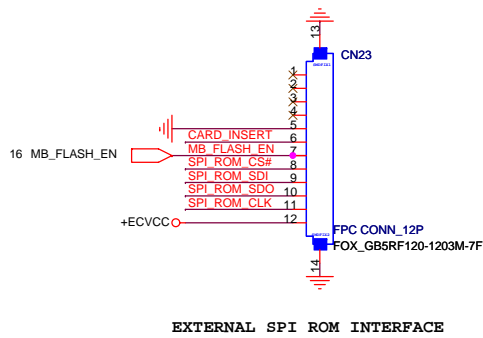 13
CN23
1
2
3
4
5
CARD_INSERT 6
16 MB_FLASH_EN MB_FLASH_EN 7
SPI_ROM_CS# 8
SPI_ROM_SDI 9
SPI_ROM_SDO 10
SPI_ROM_CLK 11
+ECVCC 12
FPC CONN_12P
FOX_GB5RF120-1203M-7F
14
EXTERNAL SPI ROM INTERFACE